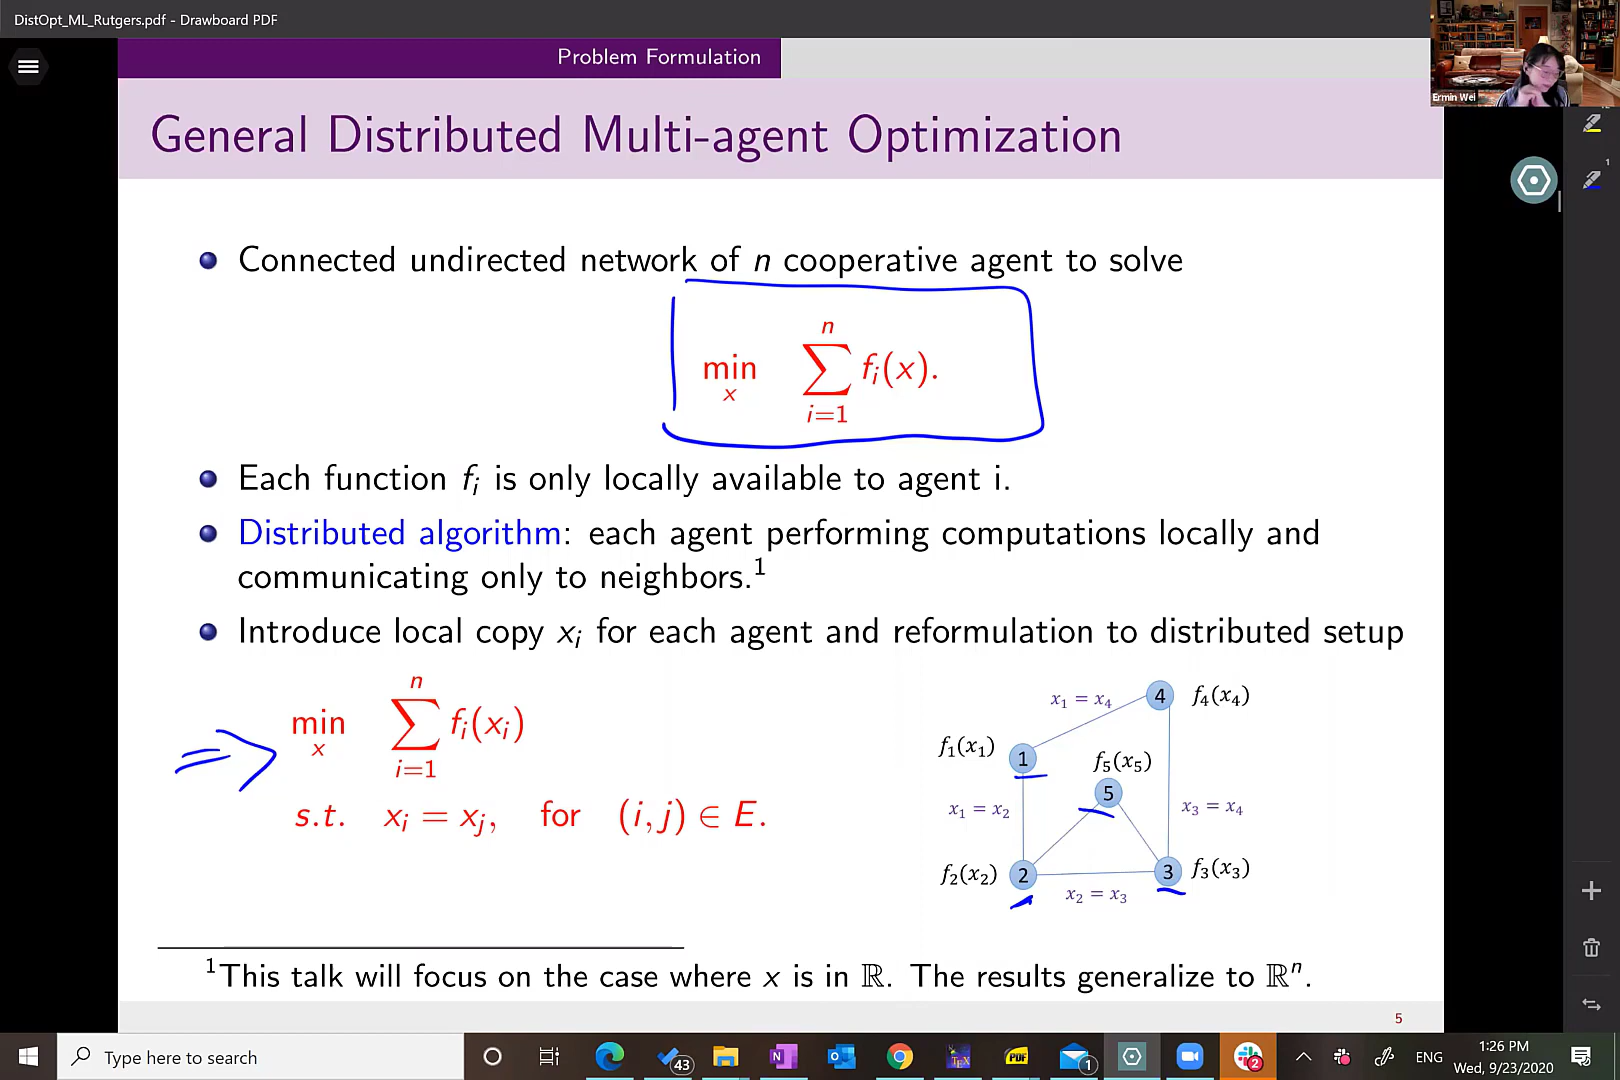 DistOpt_ML_Rutgers.pdf - Drawboard PDF
Ermin Wei
Problem Formulation
General Distributed Multi-agent Optimization
Connected undirected network of n cooperative agent to solve
min_x ∑_{i=1}^{n} f_i(x).
Each function f_i is only locally available to agent i.
Distributed algorithm: each agent performing computations locally and
communicating only to neighbors.¹
Introduce local copy x_i for each agent and reformulation to distributed setup
min_x ∑_{i=1}^{n} f_i(x_i)
s.t. x_i = x_j, for (i, j) ∈ E.
x₁ = x₄
4
f₄(x₄)
f₁(x₁)
1
f₅(x₅)
5
x₁ = x₂
x₃ = x₄
f₂(x₂)
2
3
f₃(x₃)
x₂ = x₃
¹This talk will focus on the case where x is in ℝ. The results generalize to ℝⁿ.
5
1
Type here to search
43
N
TEX
PDF
1
2
ENG
1:26 PM
Wed, 9/23/2020